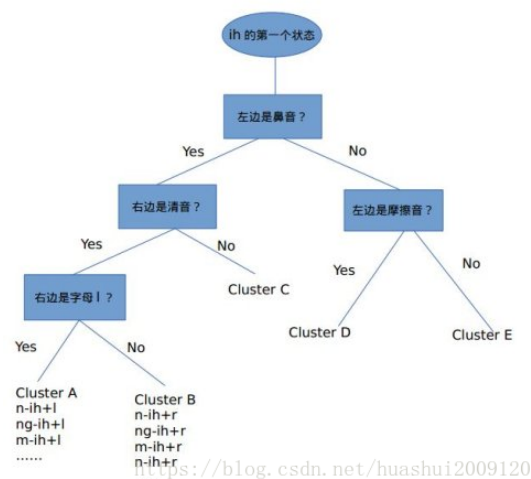 ih 的第一个状态
左边是鼻音？
Yes
No
右边是清音？
左边是摩擦音？
Yes
No
Yes
No
右边是字母 l ？
Cluster C
Cluster D
Cluster E
Yes
No
Cluster A
n-ih+l
ng-ih+l
m-ih+l
……
Cluster B
n-ih+r
ng-ih+r
m-ih+r
n-ih+r
https://blog.csdn.net/huashui2009120